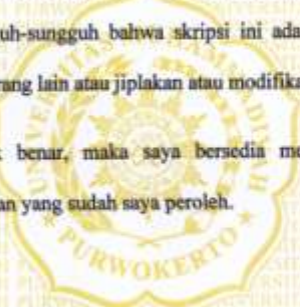 uh-sungguh bahwa skripsi ini ada
rang lain atau jiplakan atau modifika
benar, maka saya bersedia me
an yang sudah saya peroleh.
PURWOKERTO